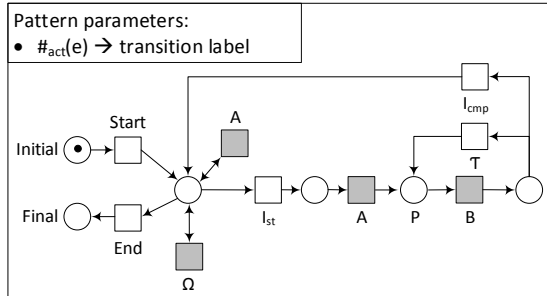 Pattern parameters:
• #act(e) → transition label
Icmp
Start
A
Initial
Ƭ
Final
End
Ist
A
P
B
Ω